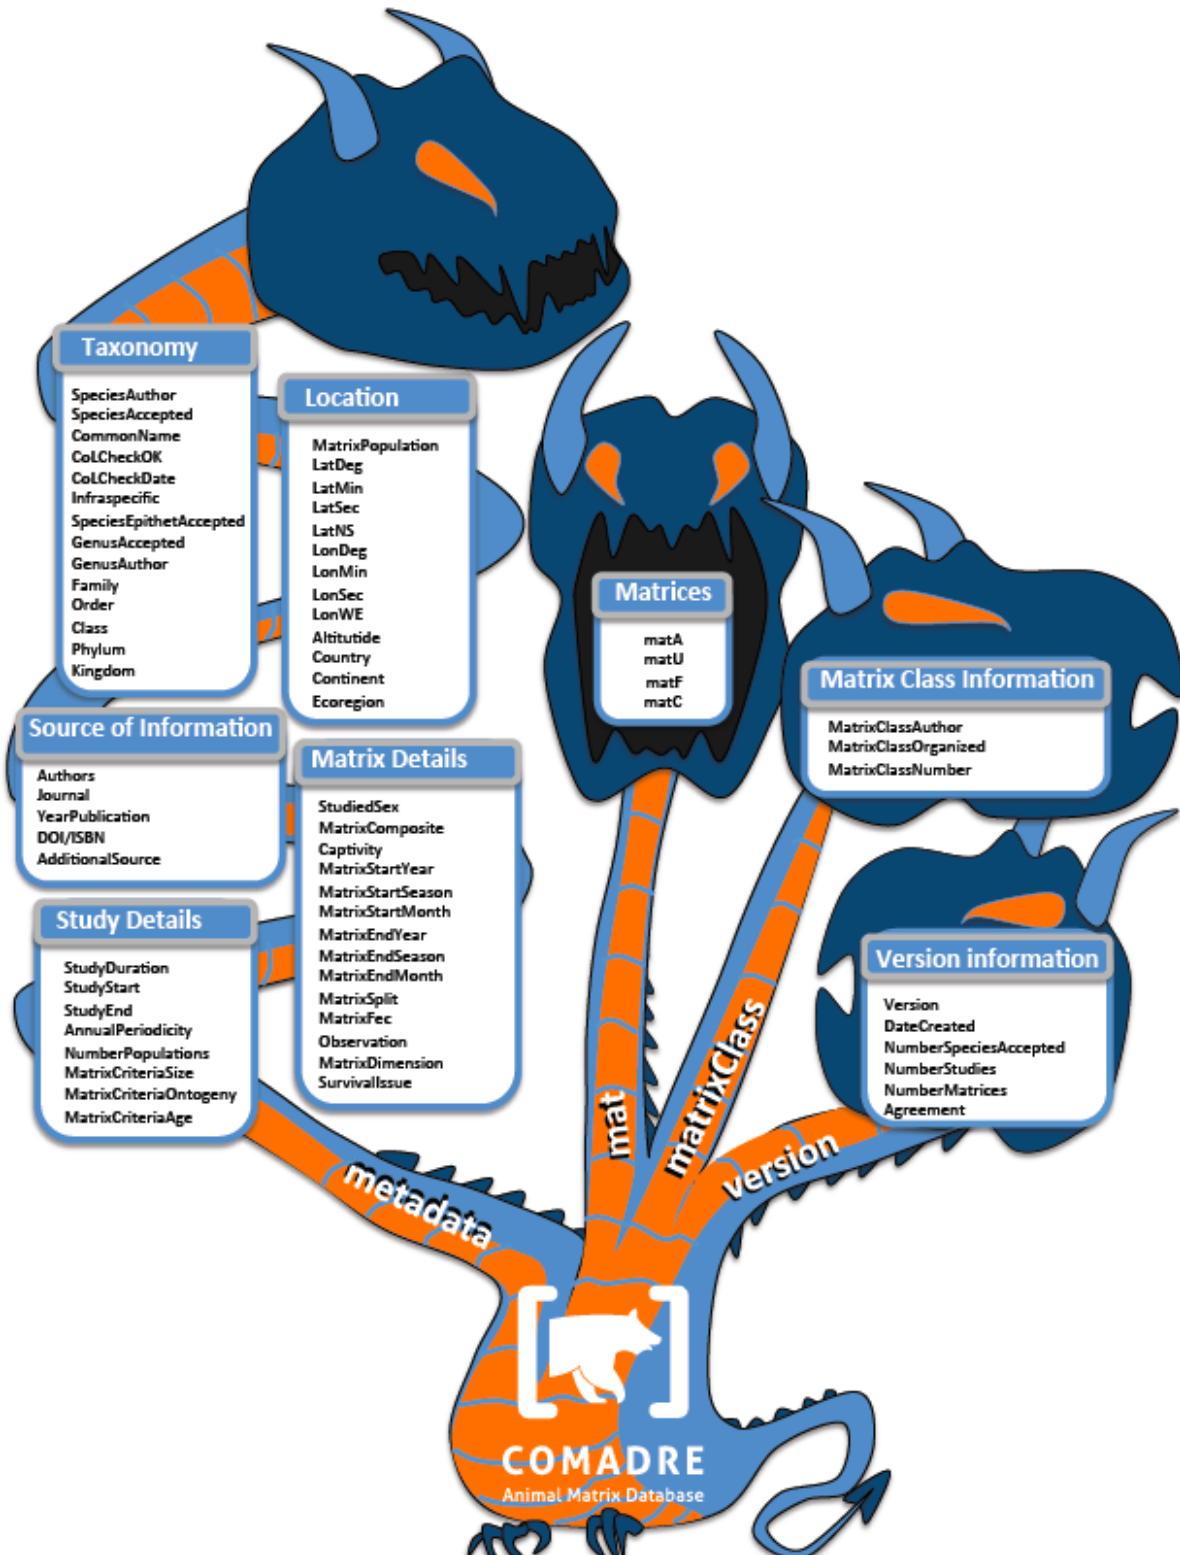 Taxonomy
SpeciesAuthor
SpeciesAccepted
CommonName
CoLCheckOK
CoLCheckDate
Infraspecific
SpeciesEpithetAccepted
GenusAccepted
GenusAuthor
Family
Order
Class
Phylum
Kingdom
Location
MatrixPopulation
LatDeg
LatMin
LatSec
LatNS
LonDeg
LonMin
LonSec
LonWE
Altitutide
Country
Continent
Ecoregion
Source of Information
Authors
Journal
YearPublication
DOI/ISBN
AdditionalSource
Matrix Details
StudiedSex
MatrixComposite
Captivity
MatrixStartYear
MatrixStartSeason
MatrixStartMonth
MatrixEndYear
MatrixEndSeason
MatrixEndMonth
MatrixSplit
MatrixFec
Observation
MatrixDimension
SurvivalIssue
Study Details
StudyDuration
StudyStart
StudyEnd
AnnualPeriodicity
NumberPopulations
MatrixCriteriaSize
MatrixCriteriaOntogeny
MatrixCriteriaAge
Matrices
matA
matU
matF
matC
Matrix Class Information
MatrixClassAuthor
MatrixClassOrganized
MatrixClassNumber
Version information
Version
DateCreated
NumberSpeciesAccepted
NumberStudies
NumberMatrices
Agreement
metadata
mat
matrixClass
version
COMADRE
Animal Matrix Database